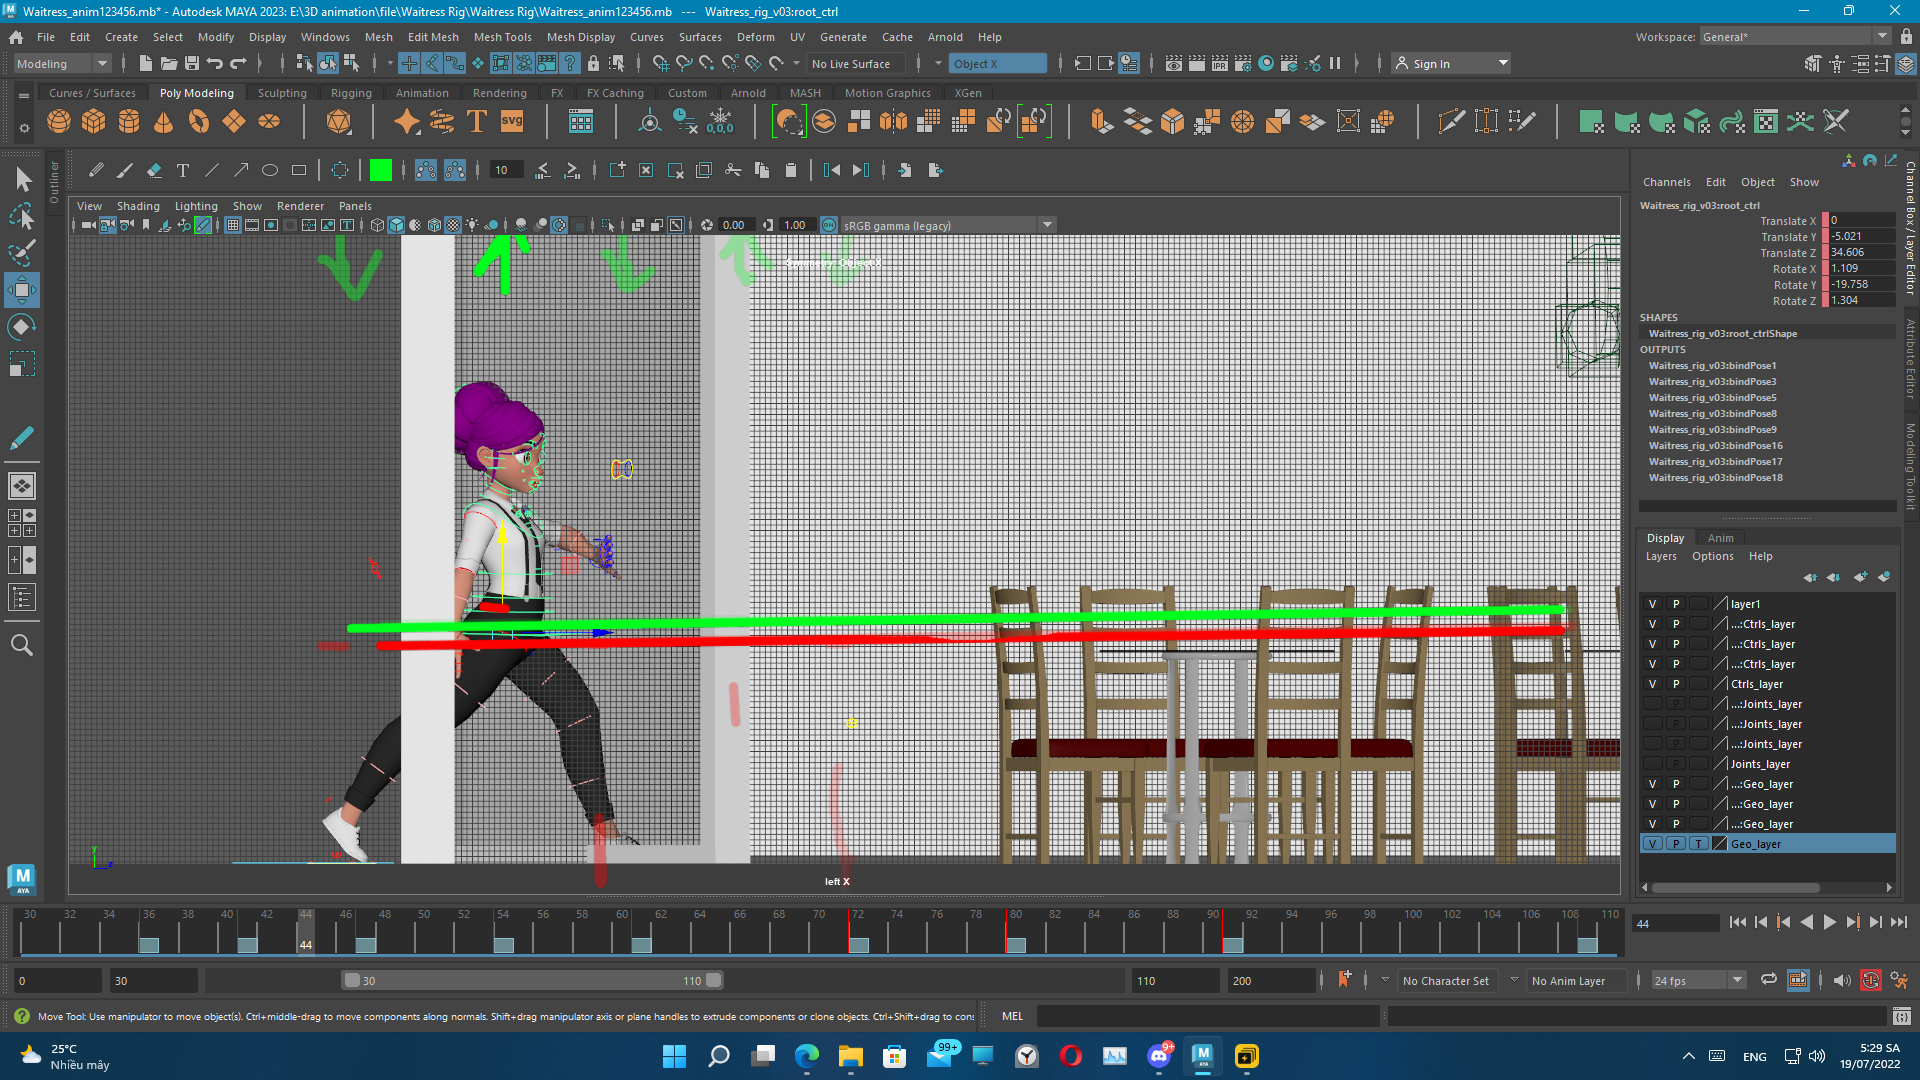 Waitress_anim123456.mb* - Autodesk MAYA 2023: E:\3D animation\file\Waitress Rig\Waitress Rig\Waitress_anim123456.mb --- Waitress_rig_v03:root_ctrl
File Edit Create Select Modify Display Windows Mesh Edit Mesh Mesh Tools Mesh Display Curves Surfaces Deform UV Generate Cache Arnold Help
Workspace: General*
Modeling
No Live Surface
Object X
IPR
Sign In
Curves / Surfaces Poly Modeling Sculpting Rigging Animation Rendering FX FX Caching Custom Arnold MASH Motion Graphics XGen
T svg 0,0,0
Outliner
T 10
View Shading Lighting Show Renderer Panels
0.00 1.00 ON sRGB gamma (legacy)
Symmetry: Object X
left X
Channels Edit Object Show
Waitress_rig_v03:root_ctrl
Translate X 0
Translate Y -5.021
Translate Z 34.606
Rotate X 1.109
Rotate Y -19.758
Rotate Z 1.304
SHAPES
Waitress_rig_v03:root_ctrlShape
OUTPUTS
Waitress_rig_v03:bindPose1
Waitress_rig_v03:bindPose3
Waitress_rig_v03:bindPose5
Waitress_rig_v03:bindPose8
Waitress_rig_v03:bindPose9
Waitress_rig_v03:bindPose16
Waitress_rig_v03:bindPose17
Waitress_rig_v03:bindPose18
Channel Box / Layer Editor
Attribute Editor
Modeling Toolkit
Display Anim
Layers Options Help
V P layer1
V P ...:Ctrls_layer
V P ...:Ctrls_layer
V P ...:Ctrls_layer
V P Ctrls_layer
P ...:Joints_layer
P ...:Joints_layer
P ...:Joints_layer
P Joints_layer
V P ...:Geo_layer
V P ...:Geo_layer
V P ...:Geo_layer
V P T Geo_layer
y
z
M
AYA
30 32 34 36 38 40 42 44 46 48 50 52 54 56 58 60 62 64 66 68 70 72 74 76 78 80 82 84 86 88 90 92 94 96 98 100 102 104 106 108 110
44
44
0 30 30 110 110 200
No Character Set
No Anim Layer
24 fps
Move Tool: Use manipulator to move object(s). Ctrl+middle-drag to move components along normals. Shift+drag manipulator axis or plane handles to extrude components or clone objects. Ctrl+Shift+drag to cons
MEL
25°C
Nhiều mây
99+
9+
ENG
5:29 SA
19/07/2022